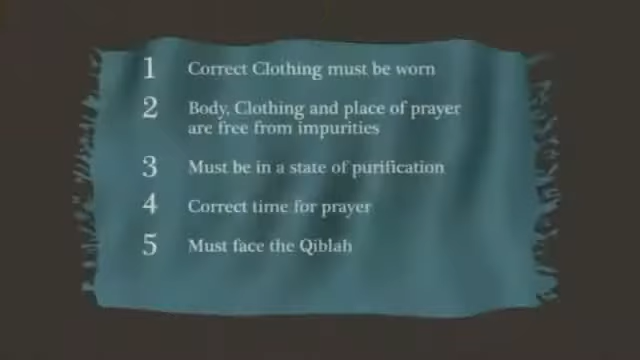 1 Correct Clothing must be worn
2 Body, Clothing and place of prayer
are free from impurities
3 Must be in a state of purification
4 Correct time for prayer
5 Must face the Qiblah